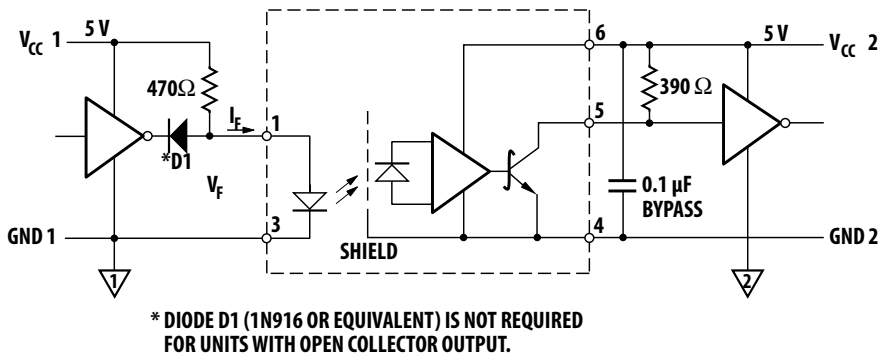 5 V
V_CC 1
470Ω
I_F
1
*D1
V_F
GND 1
3
1
SHIELD
6
5 V
V_CC 2
390 Ω
5
0.1 µF
BYPASS
4
GND 2
2
* DIODE D1 (1N916 OR EQUIVALENT) IS NOT REQUIRED
FOR UNITS WITH OPEN COLLECTOR OUTPUT.